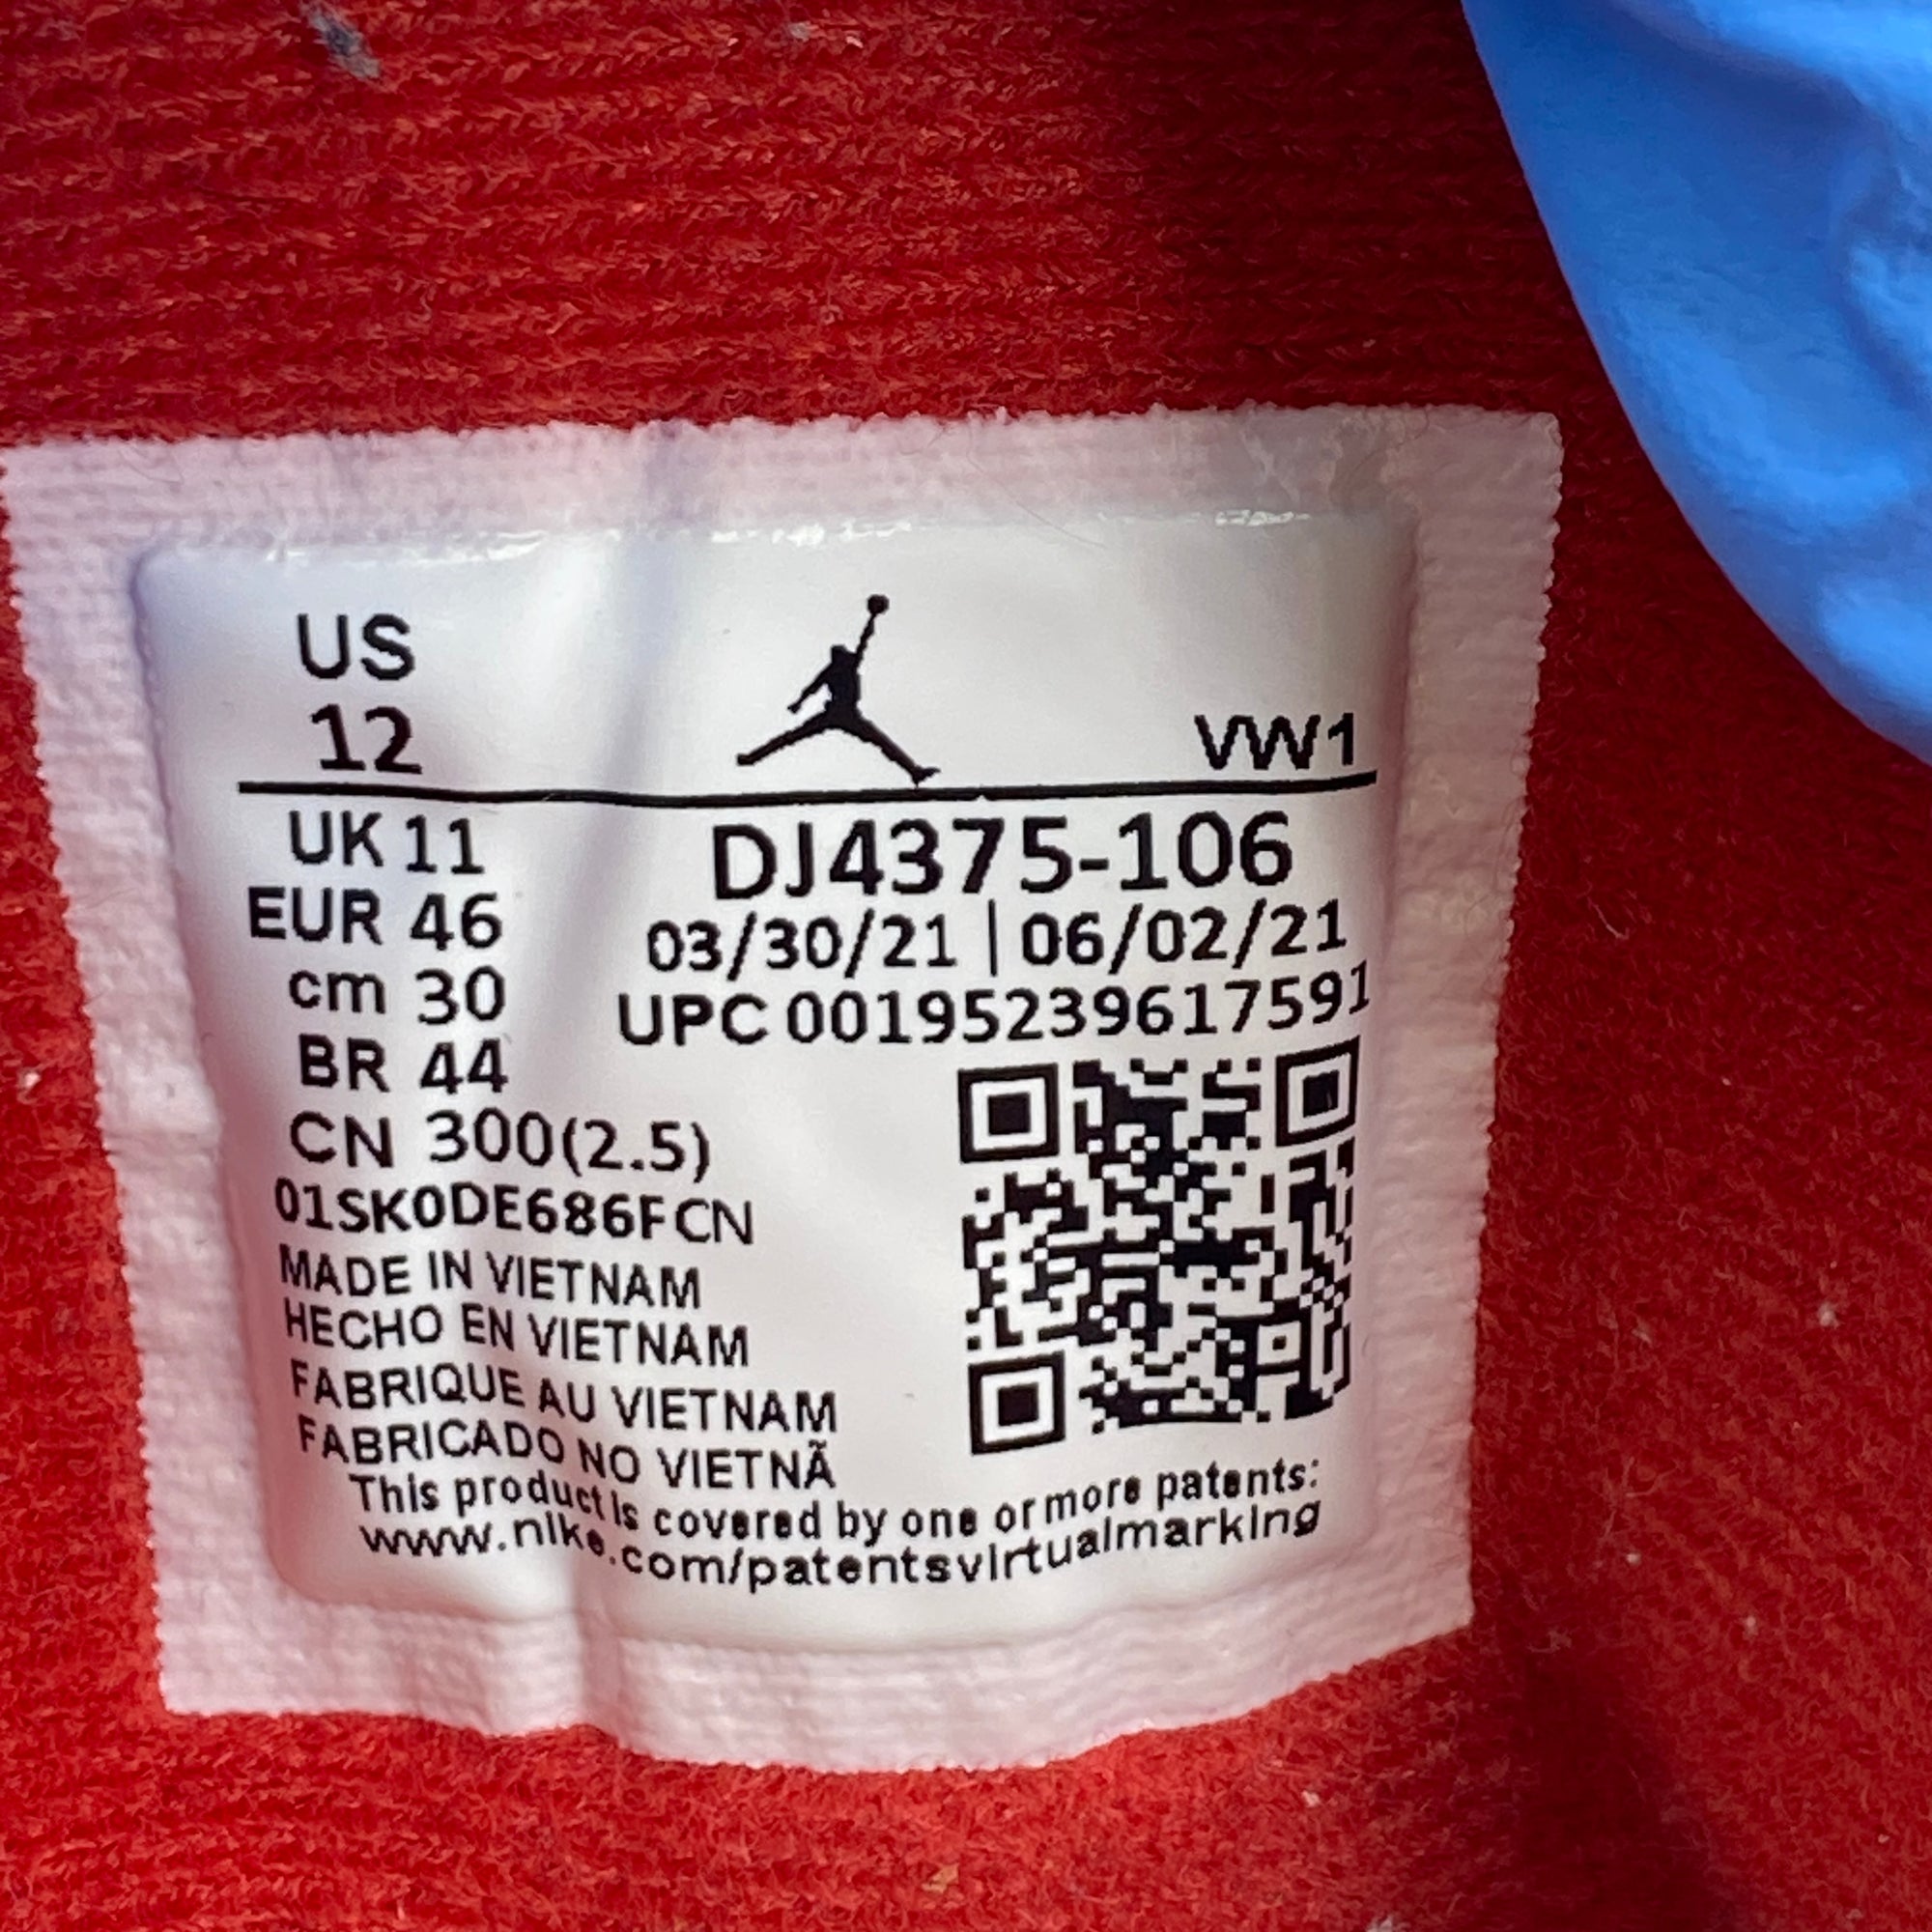 US
12
VW1
UK 11
EUR 46
cm 30
BR 44
CN 300(2.5)
DJ4375-106
03/30/21 | 06/02/21
UPC 00195239617591
01SK0DE686FCN
MADE IN VIETNAM
HECHO EN VIETNAM
FABRIQUE AU VIETNAM
FABRICADO NO VIETNÃ
This product is covered by one or more patents:
www.nike.com/patentsvirtualmarking